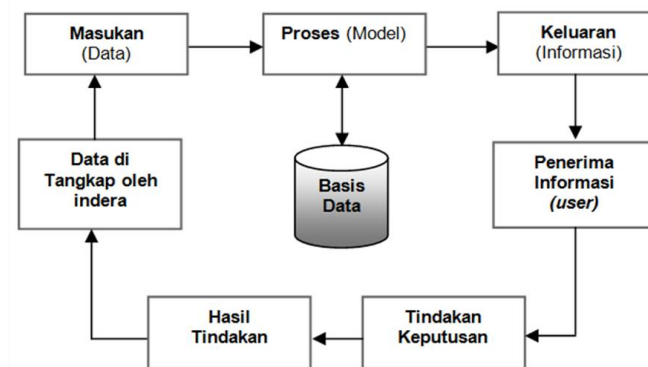 Masukan
(Data)
Proses (Model)
Keluaran
(Informasi)
Data di
Tangkap oleh
indera
Basis
Data
Penerima
Informasi
(user)
Hasil
Tindakan
Tindakan
Keputusan